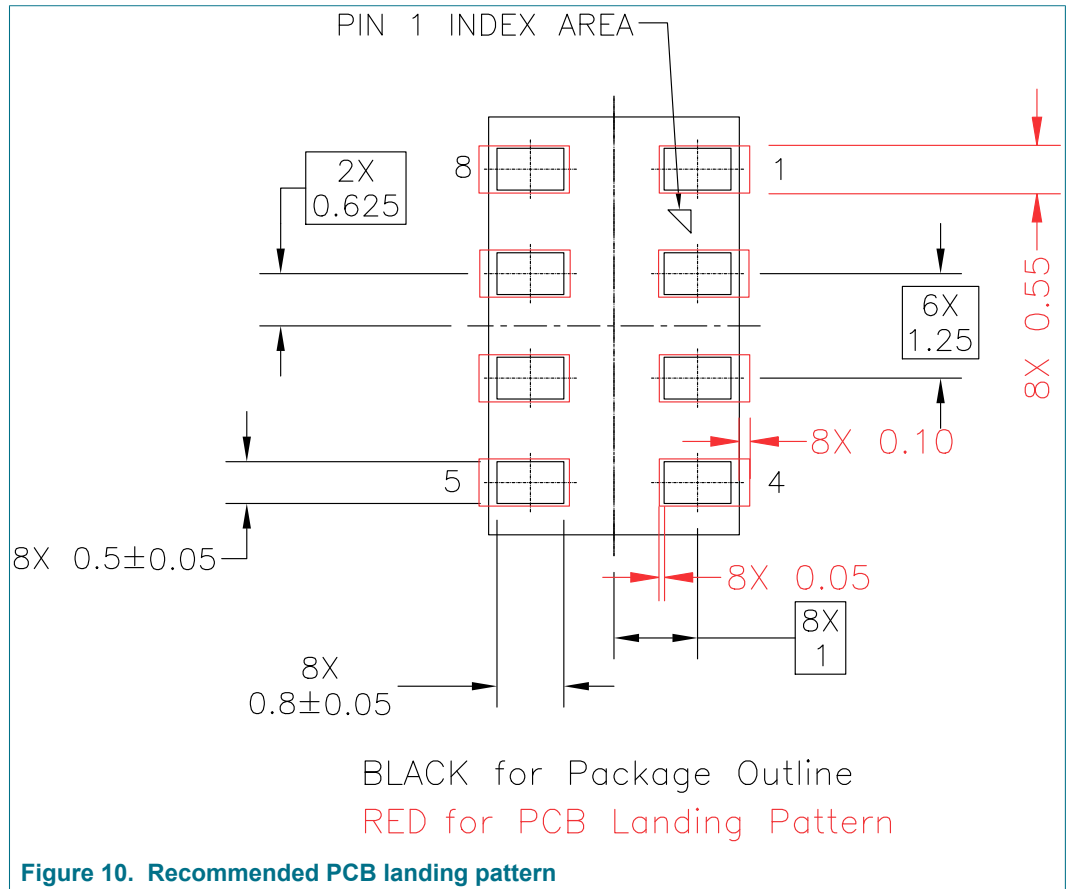 PIN 1 INDEX AREA
8
1
2X
0.625
6X
1.25
8X 0.55
8X 0.10
5
4
8X 0.5±0.05
8X 0.05
8X
1
8X
0.8±0.05
BLACK for Package Outline
RED for PCB Landing Pattern
Figure 10. Recommended PCB landing pattern